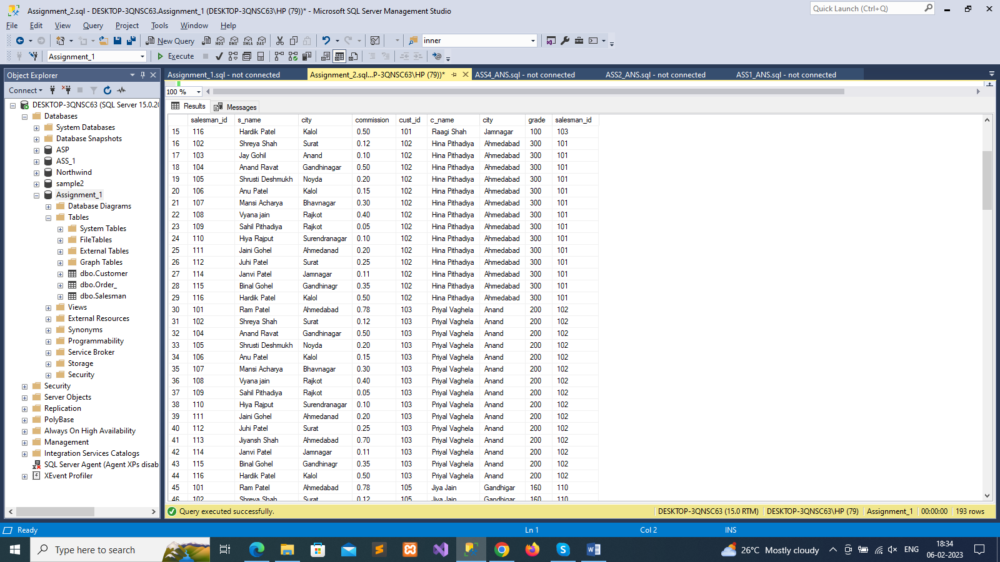 Assignment_2.sql - DESKTOP-3QNSC63.Assignment_1 (DESKTOP-3QNSC63\HP (79))* - Microsoft SQL Server Management Studio
Quick Launch (Ctrl+Q)
File Edit View Query Project Tools Window Help
New Query MDX DMX XMLA DAX inner
Assignment_1 Execute
Object Explorer
Connect
DESKTOP-3QNSC63 (SQL Server 15.0.20
Databases
System Databases
Database Snapshots
ASP
ASS_1
Northwind
sample2
Assignment_1
Database Diagrams
Tables
System Tables
FileTables
External Tables
Graph Tables
dbo.Customer
dbo.Order_
dbo.Salesman
Views
External Resources
Synonyms
Programmability
Service Broker
Storage
Security
Security
Server Objects
Replication
PolyBase
Always On High Availability
Management
Integration Services Catalogs
SQL Server Agent (Agent XPs disab
XEvent Profiler
Assignment_1.sql - not connected Assignment_2.sql...P-3QNSC63\HP (79))* ASS4_ANS.sql - not connected ASS2_ANS.sql - not connected ASS1_ANS.sql - not connected
100 %
Results Messages
salesman_id s_name city commission cust_id c_name city grade salesman_id
15 116 Hardik Patel Kalol 0.50 101 Raagi Shah Jamnagar 100 103
16 102 Shreya Shah Surat 0.12 102 Hina Pithadiya Ahmedabad 300 101
17 103 Jay Gohil Anand 0.10 102 Hina Pithadiya Ahmedabad 300 101
18 104 Anand Ravat Gandhinagar 0.50 102 Hina Pithadiya Ahmedabad 300 101
19 105 Shrusti Deshmukh Noyda 0.20 102 Hina Pithadiya Ahmedabad 300 101
20 106 Anu Patel Kalol 0.15 102 Hina Pithadiya Ahmedabad 300 101
21 107 Mansi Acharya Bhavnagar 0.30 102 Hina Pithadiya Ahmedabad 300 101
22 108 Vyana jain Rajkot 0.40 102 Hina Pithadiya Ahmedabad 300 101
23 109 Sahil Pithadiya Rajkot 0.05 102 Hina Pithadiya Ahmedabad 300 101
24 110 Hiya Rajput Surendranagar 0.10 102 Hina Pithadiya Ahmedabad 300 101
25 111 Jaini Gohel Ahmedanad 0.20 102 Hina Pithadiya Ahmedabad 300 101
26 112 Juhi Patel Surat 0.25 102 Hina Pithadiya Ahmedabad 300 101
27 114 Janvi Patel Jamnagar 0.11 102 Hina Pithadiya Ahmedabad 300 101
28 115 Binal Gohel Gandhinagr 0.35 102 Hina Pithadiya Ahmedabad 300 101
29 116 Hardik Patel Kalol 0.50 102 Hina Pithadiya Ahmedabad 300 101
30 101 Ram Patel Ahmedabad 0.78 103 Priyal Vaghela Anand 200 102
31 102 Shreya Shah Surat 0.12 103 Priyal Vaghela Anand 200 102
32 104 Anand Ravat Gandhinagar 0.50 103 Priyal Vaghela Anand 200 102
33 105 Shrusti Deshmukh Noyda 0.20 103 Priyal Vaghela Anand 200 102
34 106 Anu Patel Kalol 0.15 103 Priyal Vaghela Anand 200 102
35 107 Mansi Acharya Bhavnagar 0.30 103 Priyal Vaghela Anand 200 102
36 108 Vyana jain Rajkot 0.40 103 Priyal Vaghela Anand 200 102
37 109 Sahil Pithadiya Rajkot 0.05 103 Priyal Vaghela Anand 200 102
38 110 Hiya Rajput Surendranagar 0.10 103 Priyal Vaghela Anand 200 102
39 111 Jaini Gohel Ahmedanad 0.20 103 Priyal Vaghela Anand 200 102
40 112 Juhi Patel Surat 0.25 103 Priyal Vaghela Anand 200 102
41 113 Jiyansh Shah Ahmedabad 0.70 103 Priyal Vaghela Anand 200 102
42 114 Janvi Patel Jamnagar 0.11 103 Priyal Vaghela Anand 200 102
43 115 Binal Gohel Gandhinagr 0.35 103 Priyal Vaghela Anand 200 102
44 116 Hardik Patel Kalol 0.50 103 Priyal Vaghela Anand 200 102
45 101 Ram Patel Ahmedabad 0.78 105 Jiya Jain Gandhigar 160 110
46 102 Shreya Shah Surat 0.12 105 Jiya Jain Gandhigar 160 110
Query executed successfully. DESKTOP-3QNSC63 (15.0 RTM) DESKTOP-3QNSC63\HP (79) Assignment_1 00:00:00 193 rows
Ready Ln 1 Col 2 INS
Type here to search 26°C Mostly cloudy ENG 18:34
06-02-2023